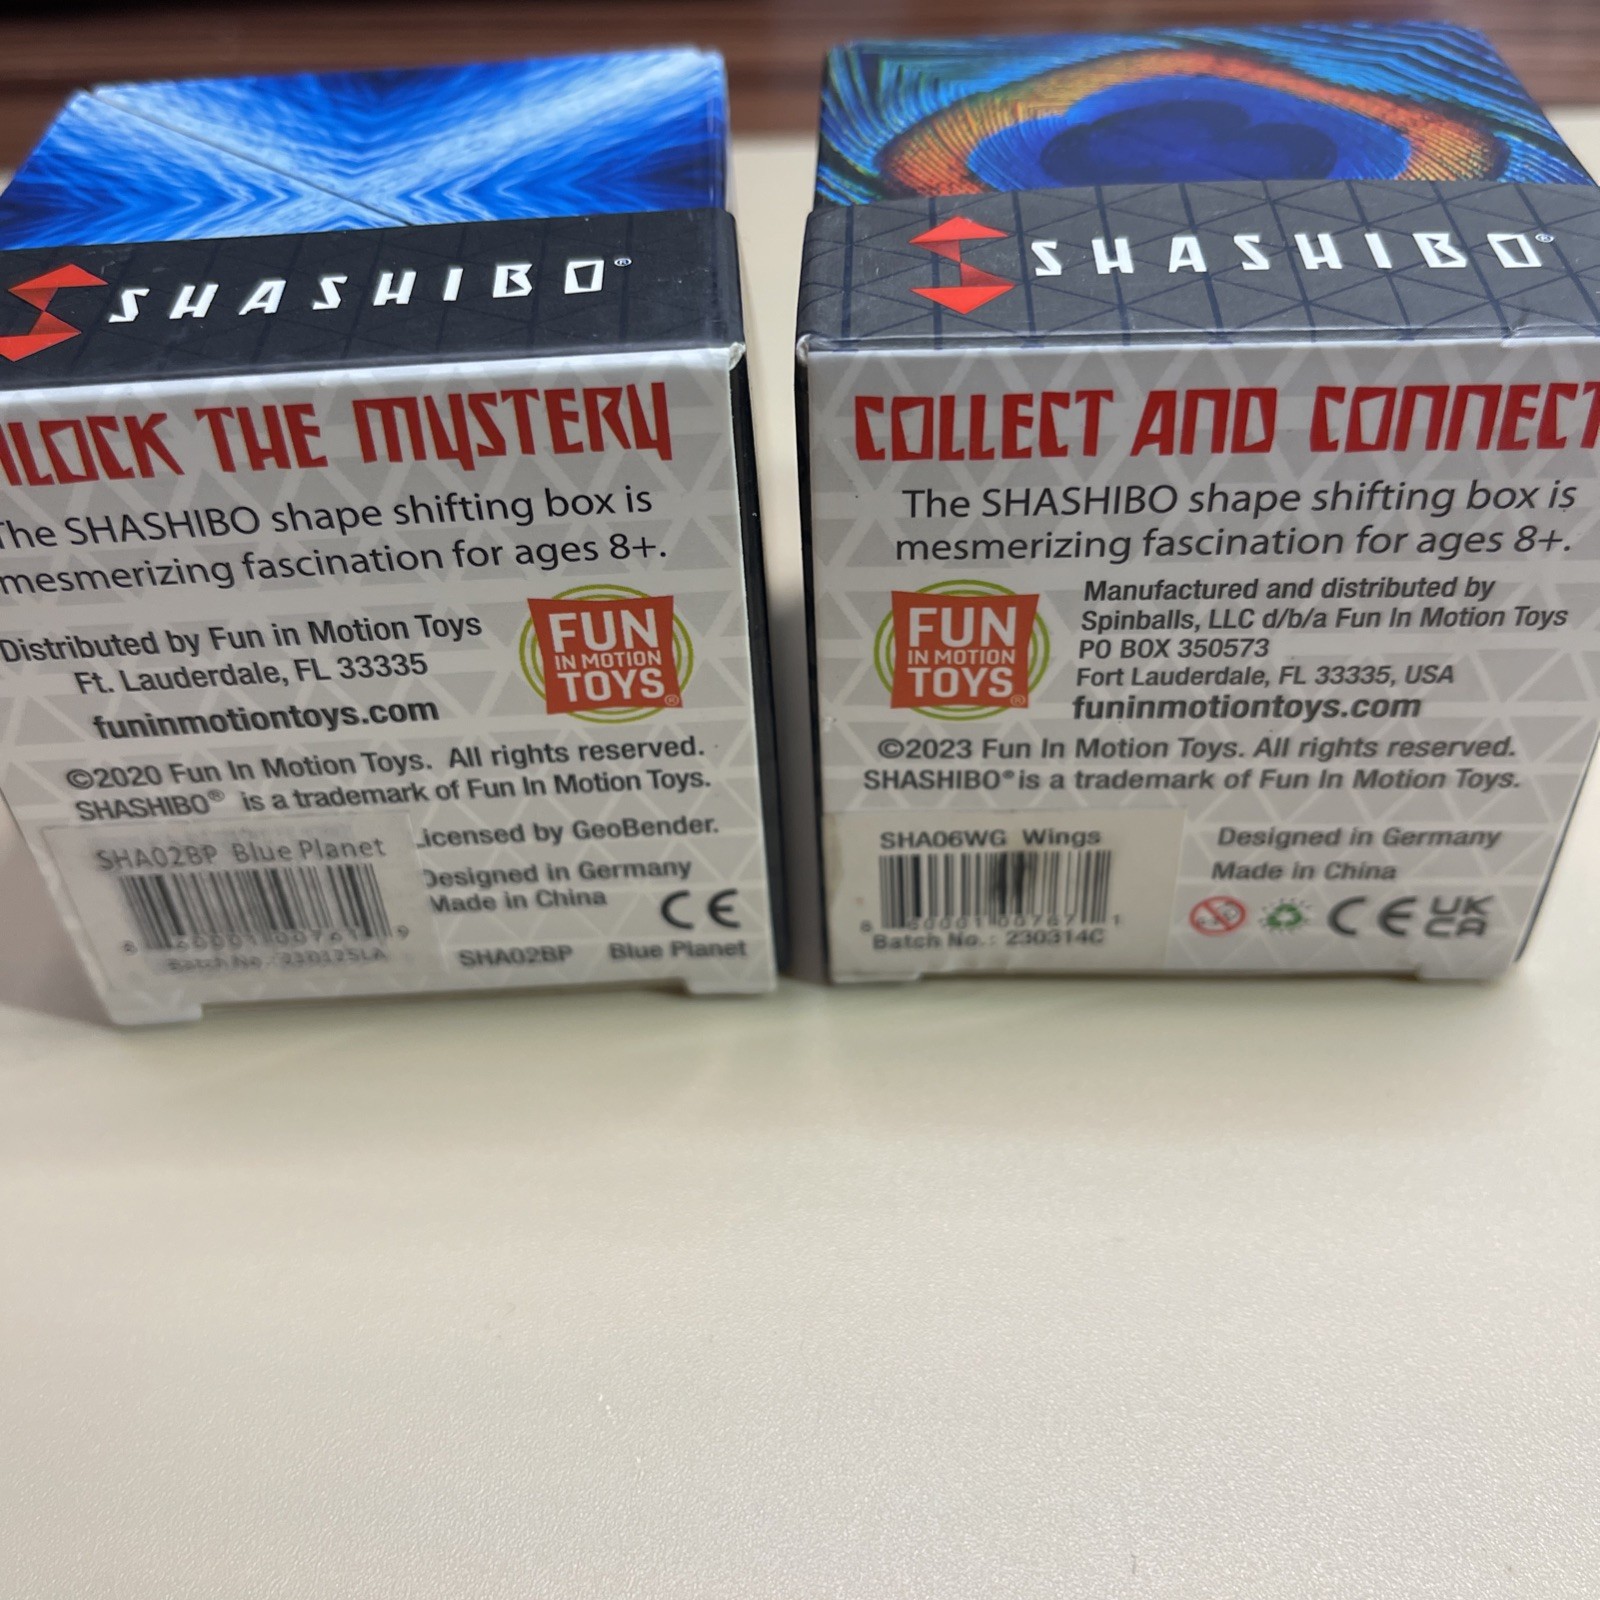 SHASHIBO®
LOCK THE MYSTERY
The SHASHIBO shape shifting box is
mesmerizing fascination for ages 8+.
Distributed by Fun in Motion Toys
Ft. Lauderdale, FL 33335
funinmotiontoys.com
FUN
IN MOTION
TOYS®
©2020 Fun In Motion Toys. All rights reserved.
SHASHIBO® is a trademark of Fun In Motion Toys.
Licensed by GeoBender.
Designed in Germany
Made in China
CE
SHA02BP Blue Planet
SHA02BP Blue Planet
Batch No.:
SHASHIBO®
COLLECT AND CONNECT
The SHASHIBO shape shifting box is
mesmerizing fascination for ages 8+.
FUN
IN MOTION
TOYS®
Manufactured and distributed by
Spinballs, LLC d/b/a Fun In Motion Toys
PO BOX 350573
Fort Lauderdale, FL 33335, USA
funinmotiontoys.com
©2023 Fun In Motion Toys. All rights reserved.
SHASHIBO® is a trademark of Fun In Motion Toys.
SHA06WG Wings
Batch No.: 230314C
Designed in Germany
Made in China
CE UK
CA